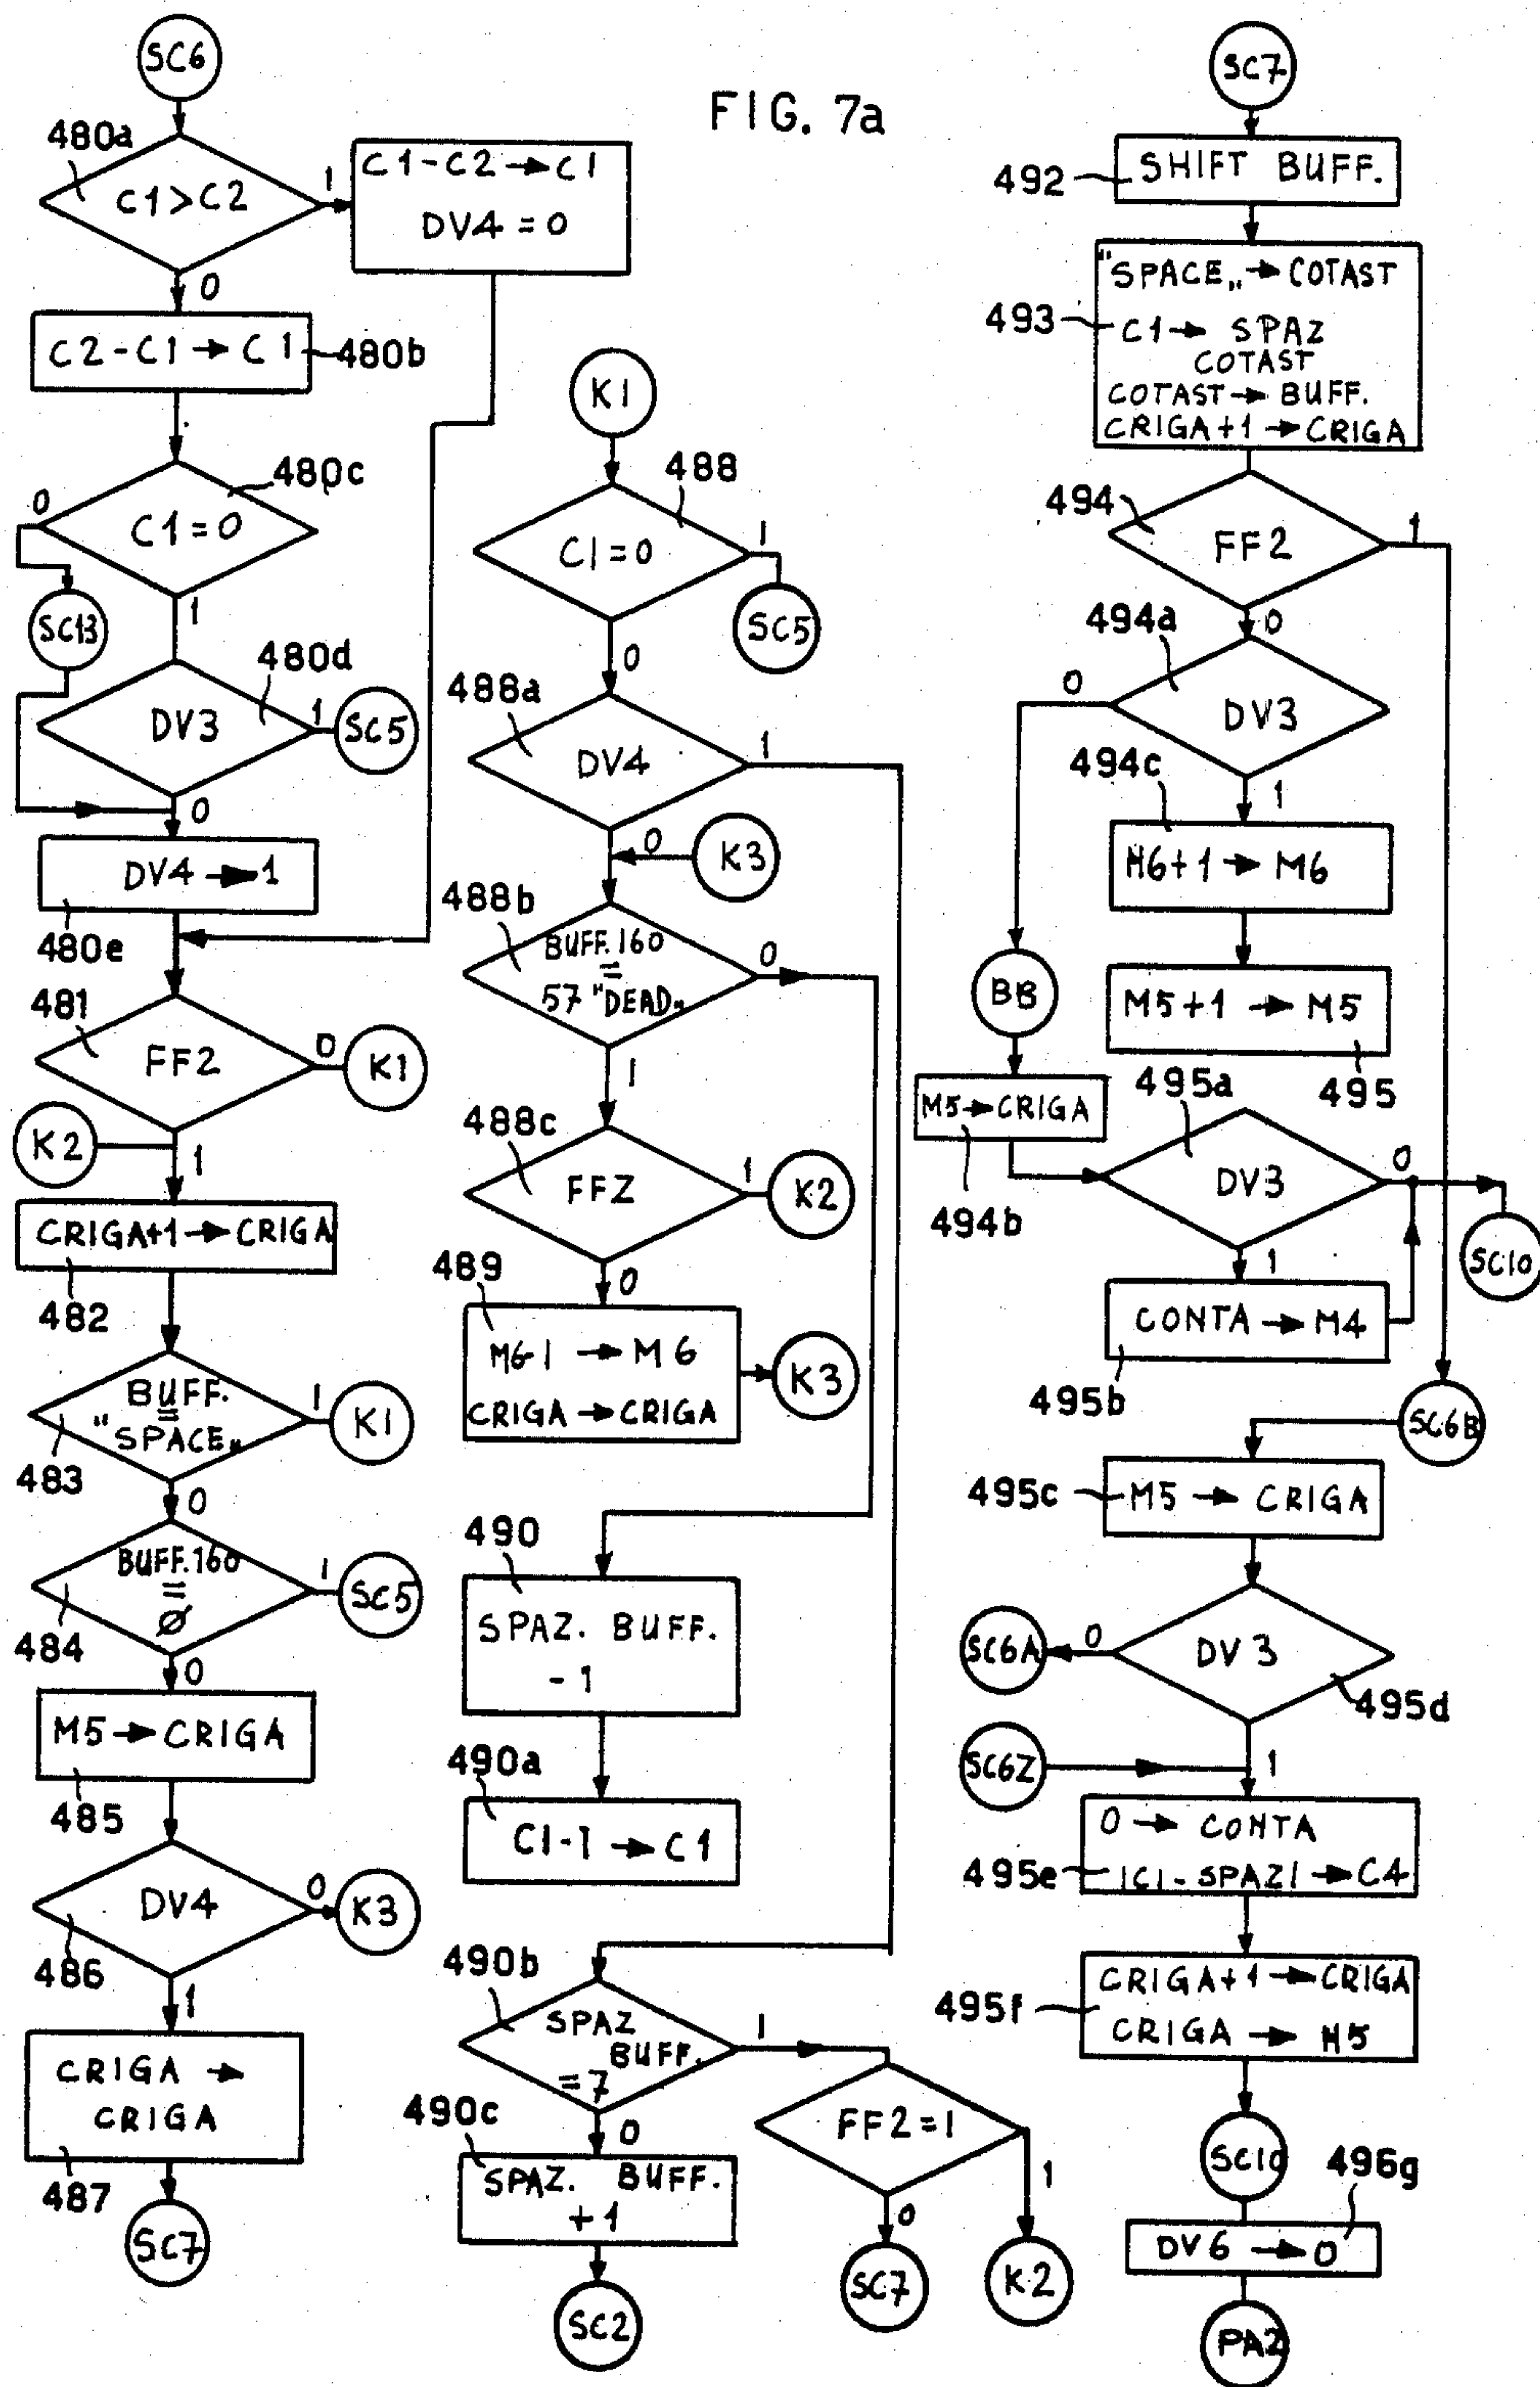 FIG. 7a
SC6
480a
C1>C2
1
C1-C2→C1
DV4=0
0
C2-C1→C1
480b
480c
0
C1=0
SC13
1
480d
DV3
1
SC5
0
DV4→1
480e
481
FF2
0
K1
K2
1
CRIGA+1→CRIGA
482
BUFF.
=
"SPACE„
1
K1
483
0
BUFF.160
=
Ø
1
SC5
484
0
M5→CRIGA
485
DV4
0
K3
486
1
CRIGA→
CRIGA
487
SC7
K1
488
C1=0
1
SC5
0
488a
DV4
1
0
K3
488b
BUFF.160
=
57 "DEAD„
0
1
488c
FFZ
1
K2
489
0
M6-1→M6
CRIGA→CRIGA
K3
490
SPAZ. BUFF.
-1
490a
C1-1→C1
490b
SPAZ
BUFF.
=7
1
490c
0
FF2=1
SPAZ. BUFF.
+1
0
1
SC2
SC7
K2
SC7
492
SHIFT BUFF.
"SPACE„→COTAST
493
C1→SPAZ
COTAST
COTAST→BUFF.
CRIGA+1→CRIGA
494
FF2
1
0
494a
0
DV3
494c
1
H6+1→M6
BB
M5+1→M5
495a
495
M5→CRIGA
DV3
0
494b
1
SC10
CONTA→M4
495b
SC6B
495c
M5→CRIGA
SC6A
0
DV3
495d
SC6Z
1
0→CONTA
495e
|C1-SPAZ|→C4
CRIGA+1→CRIGA
495f
CRIGA→H5
SC10
496g
DV6→0
PA2